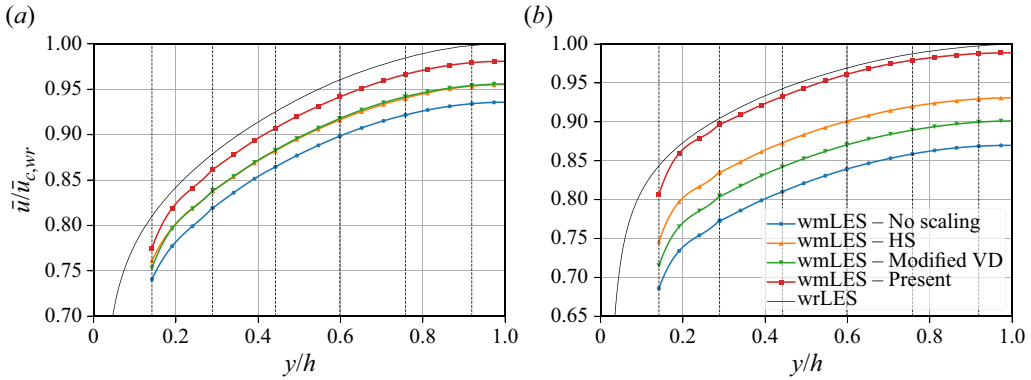 (a)
1.00
0.95
0.90
0.85
0.80
0.75
0.70
ū/ū_c,wr
0
0.2
0.4
0.6
0.8
1.0
y/h
(b)
1.00
0.95
0.90
0.85
0.80
0.75
0.70
0.65
wmLES – No scaling
wmLES – HS
wmLES – Modified VD
wmLES – Present
wrLES
0
0.2
0.4
0.6
0.8
1.0
y/h